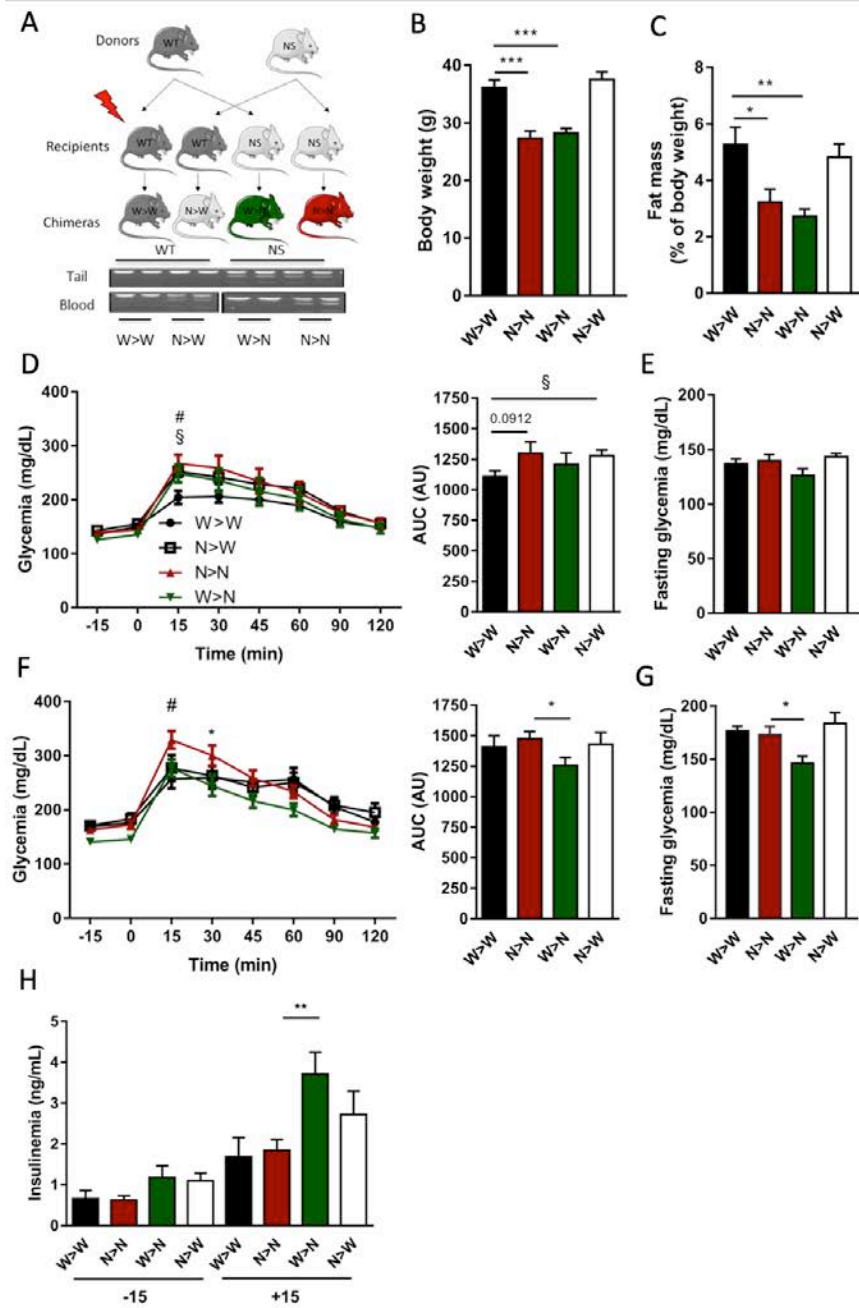 A
Donors
WT
NS
Recipients
WT
WT
NS
NS
Chimeras
W>W
N>W
W>N
N>N
WT
NS
Tail
Blood
W>W
N>W
W>N
N>N
B
Body weight (g)
40
30
20
10
0
***
***
W>W
N>N
W>N
N>W
C
Fat mass
(% of body weight)
8
6
4
2
0
**
*
W>W
N>N
W>N
N>W
D
Glycemia (mg/dL)
400
300
200
100
0
#
§
W>W
N>W
N>N
W>N
-15
0
15
30
45
60
90
120
Time (min)
AUC (AU)
1750
1500
1250
1000
750
500
250
0
§
0.0912
W>W
N>N
W>N
N>W
E
Fasting glycemia (mg/dL)
200
150
100
50
0
W>W
N>N
W>N
N>W
F
Glycemia (mg/dL)
400
300
200
100
0
#
*
-15
0
15
30
45
60
90
120
Time (min)
AUC (AU)
1750
1500
1250
1000
750
500
250
0
*
W>W
N>N
W>N
N>W
G
Fasting glycemia (mg/dL)
200
150
100
50
0
*
W>W
N>N
W>N
N>W
H
Insulinemia (ng/mL)
5
4
3
2
1
0
**
W>W
N>N
W>N
N>W
W>W
N>N
W>N
N>W
-15
+15